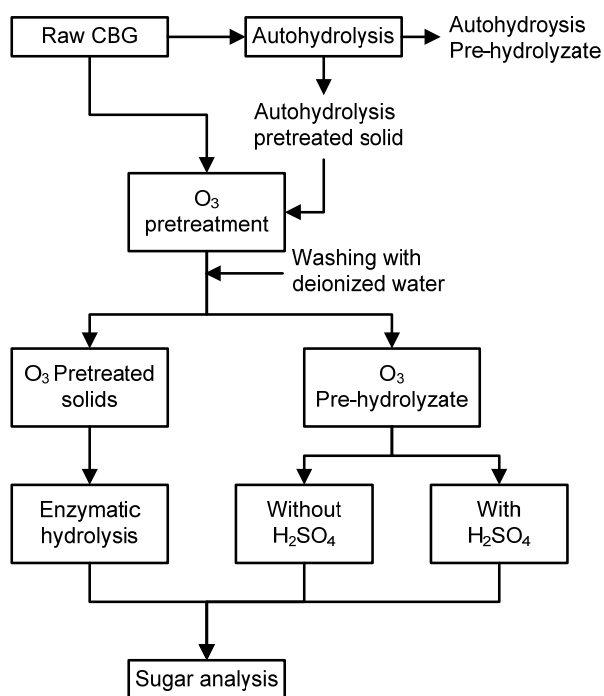 Raw CBG
Autohydrolysis
Autohydroysis
Pre-hydrolyzate
Autohydrolysis
pretreated solid
O₃
pretreatment
Washing with
deionized water
O₃ Pretreated
solids
O₃
Pre-hydrolyzate
Enzymatic
hydrolysis
Without
H₂SO₄
With
H₂SO₄
Sugar analysis